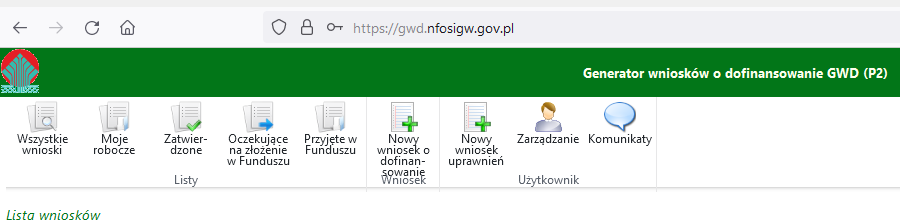 https://gwd.nfosigw.gov.pl
Generator wniosków o dofinansowanie GWD (P2)
Wszystkie
wnioski
Moje
robocze
Zatwier-
dzone
Oczekujące
na złożenie
w Funduszu
Przyjęte w
Funduszu
Listy
Nowy
wniosek o
dofinan-
sowanie
Wniosek
Nowy
wniosek
uprawnień
Zarządzanie
Komunikaty
Użytkownik
Lista wniosków